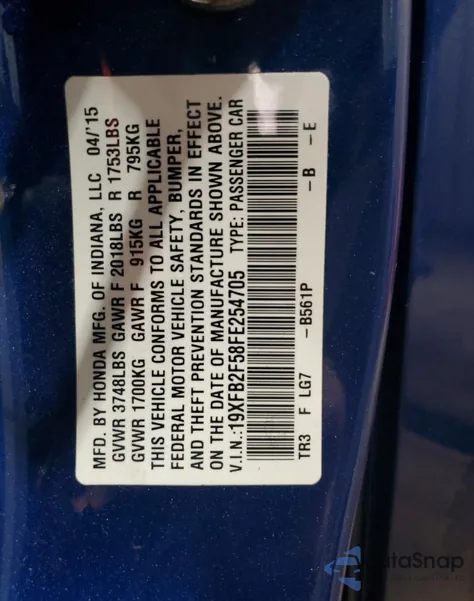 MFD. BY HONDA MFG. OF INDIANA, LLC 04/'15
GVWR 3748LBS GAWR F 2018LBS R 1753LBS
GVWR 1700KG GAWR F 915KG R 795KG
THIS VEHICLE CONFORMS TO ALL APPLICABLE
FEDERAL MOTOR VEHICLE SAFETY, BUMPER,
AND THEFT PREVENTION STANDARDS IN EFFECT
ON THE DATE OF MANUFACTURE SHOWN ABOVE.
V.I.N.:19XFB2F58FE254705 TYPE: PASSENGER CAR
TR3 F LG7 -B561P -B -E
DataSnap